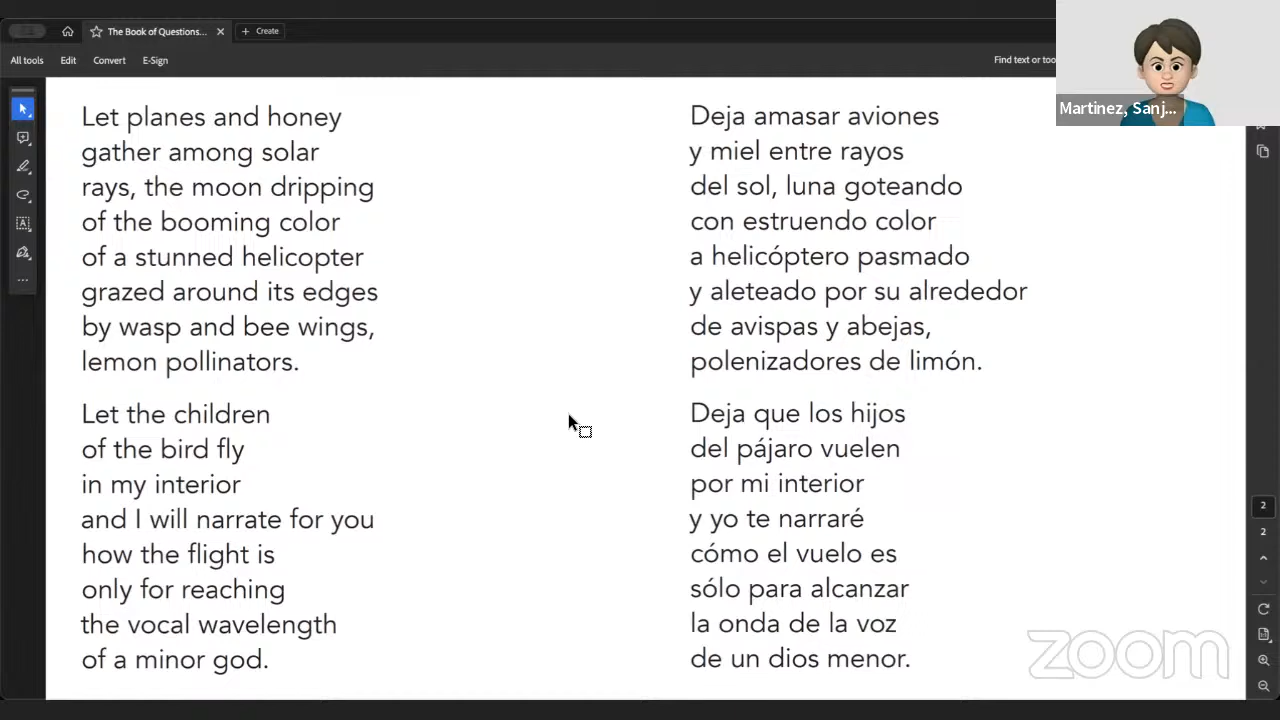 The Book of Questions...
Create
All tools
Edit
Convert
E-Sign
Find text or too
Martinez, Sanj...
Let planes and honey
gather among solar
rays, the moon dripping
of the booming color
of a stunned helicopter
grazed around its edges
by wasp and bee wings,
lemon pollinators.
Let the children
of the bird fly
in my interior
and I will narrate for you
how the flight is
only for reaching
the vocal wavelength
of a minor god.
Deja amasar aviones
y miel entre rayos
del sol, luna goteando
con estruendo color
a helicóptero pasmado
y aleteado por su alrededor
de avispas y abejas,
polenizadores de limón.
Deja que los hijos
del pájaro vuelen
por mi interior
y yo te narraré
cómo el vuelo es
sólo para alcanzar
la onda de la voz
de un dios menor.
2
2
zoom